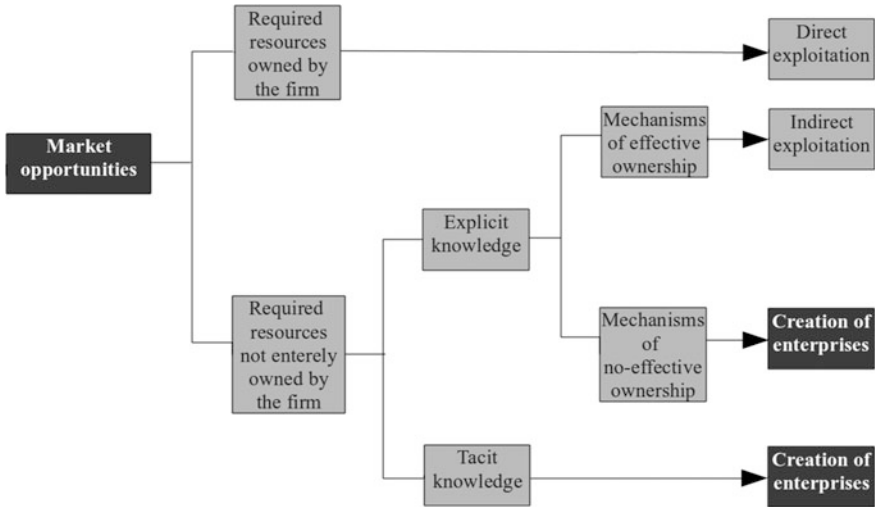 Required
resources
owned by
the firm
Direct
exploitation
Market
opportunities
Mechanisms
of effective
ownership
Indirect
exploitation
Explicit
knowledge
Required
resources
not enterely
owned by
the firm
Mechanisms
of
no-effective
ownership
Creation of
enterprises
Tacit
knowledge
Creation of
enterprises